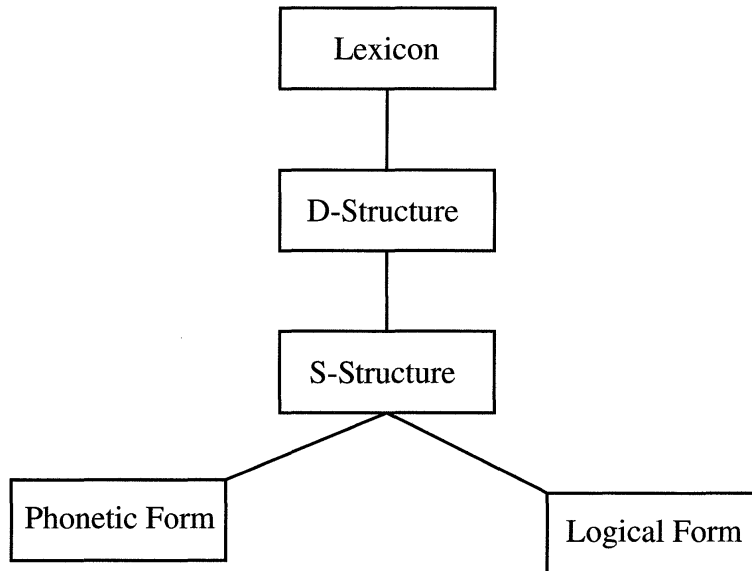 Lexicon
D-Structure
S-Structure
Phonetic Form
Logical Form